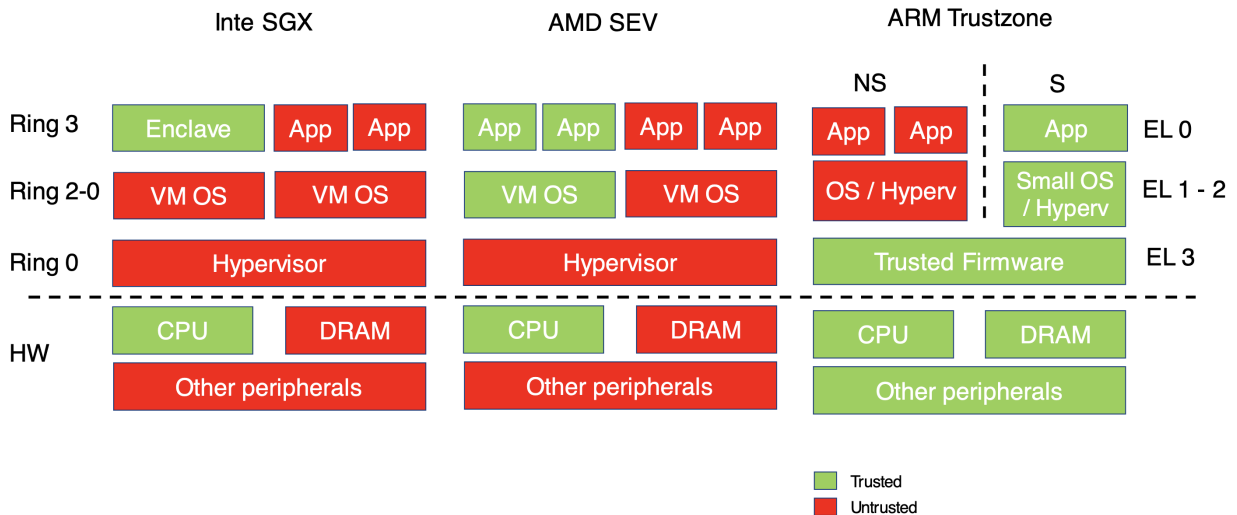 Inte SGX
AMD SEV
ARM Trustzone
NS
S
Ring 3
Enclave
App
App
App
App
App
App
App
App
App
EL 0
Ring 2-0
VM OS
VM OS
VM OS
VM OS
OS / Hyperv
Small OS
/ Hyperv
EL 1 - 2
Ring 0
Hypervisor
Hypervisor
Trusted Firmware
EL 3
HW
CPU
DRAM
CPU
DRAM
CPU
DRAM
Other peripherals
Other peripherals
Other peripherals
Trusted
Untrusted